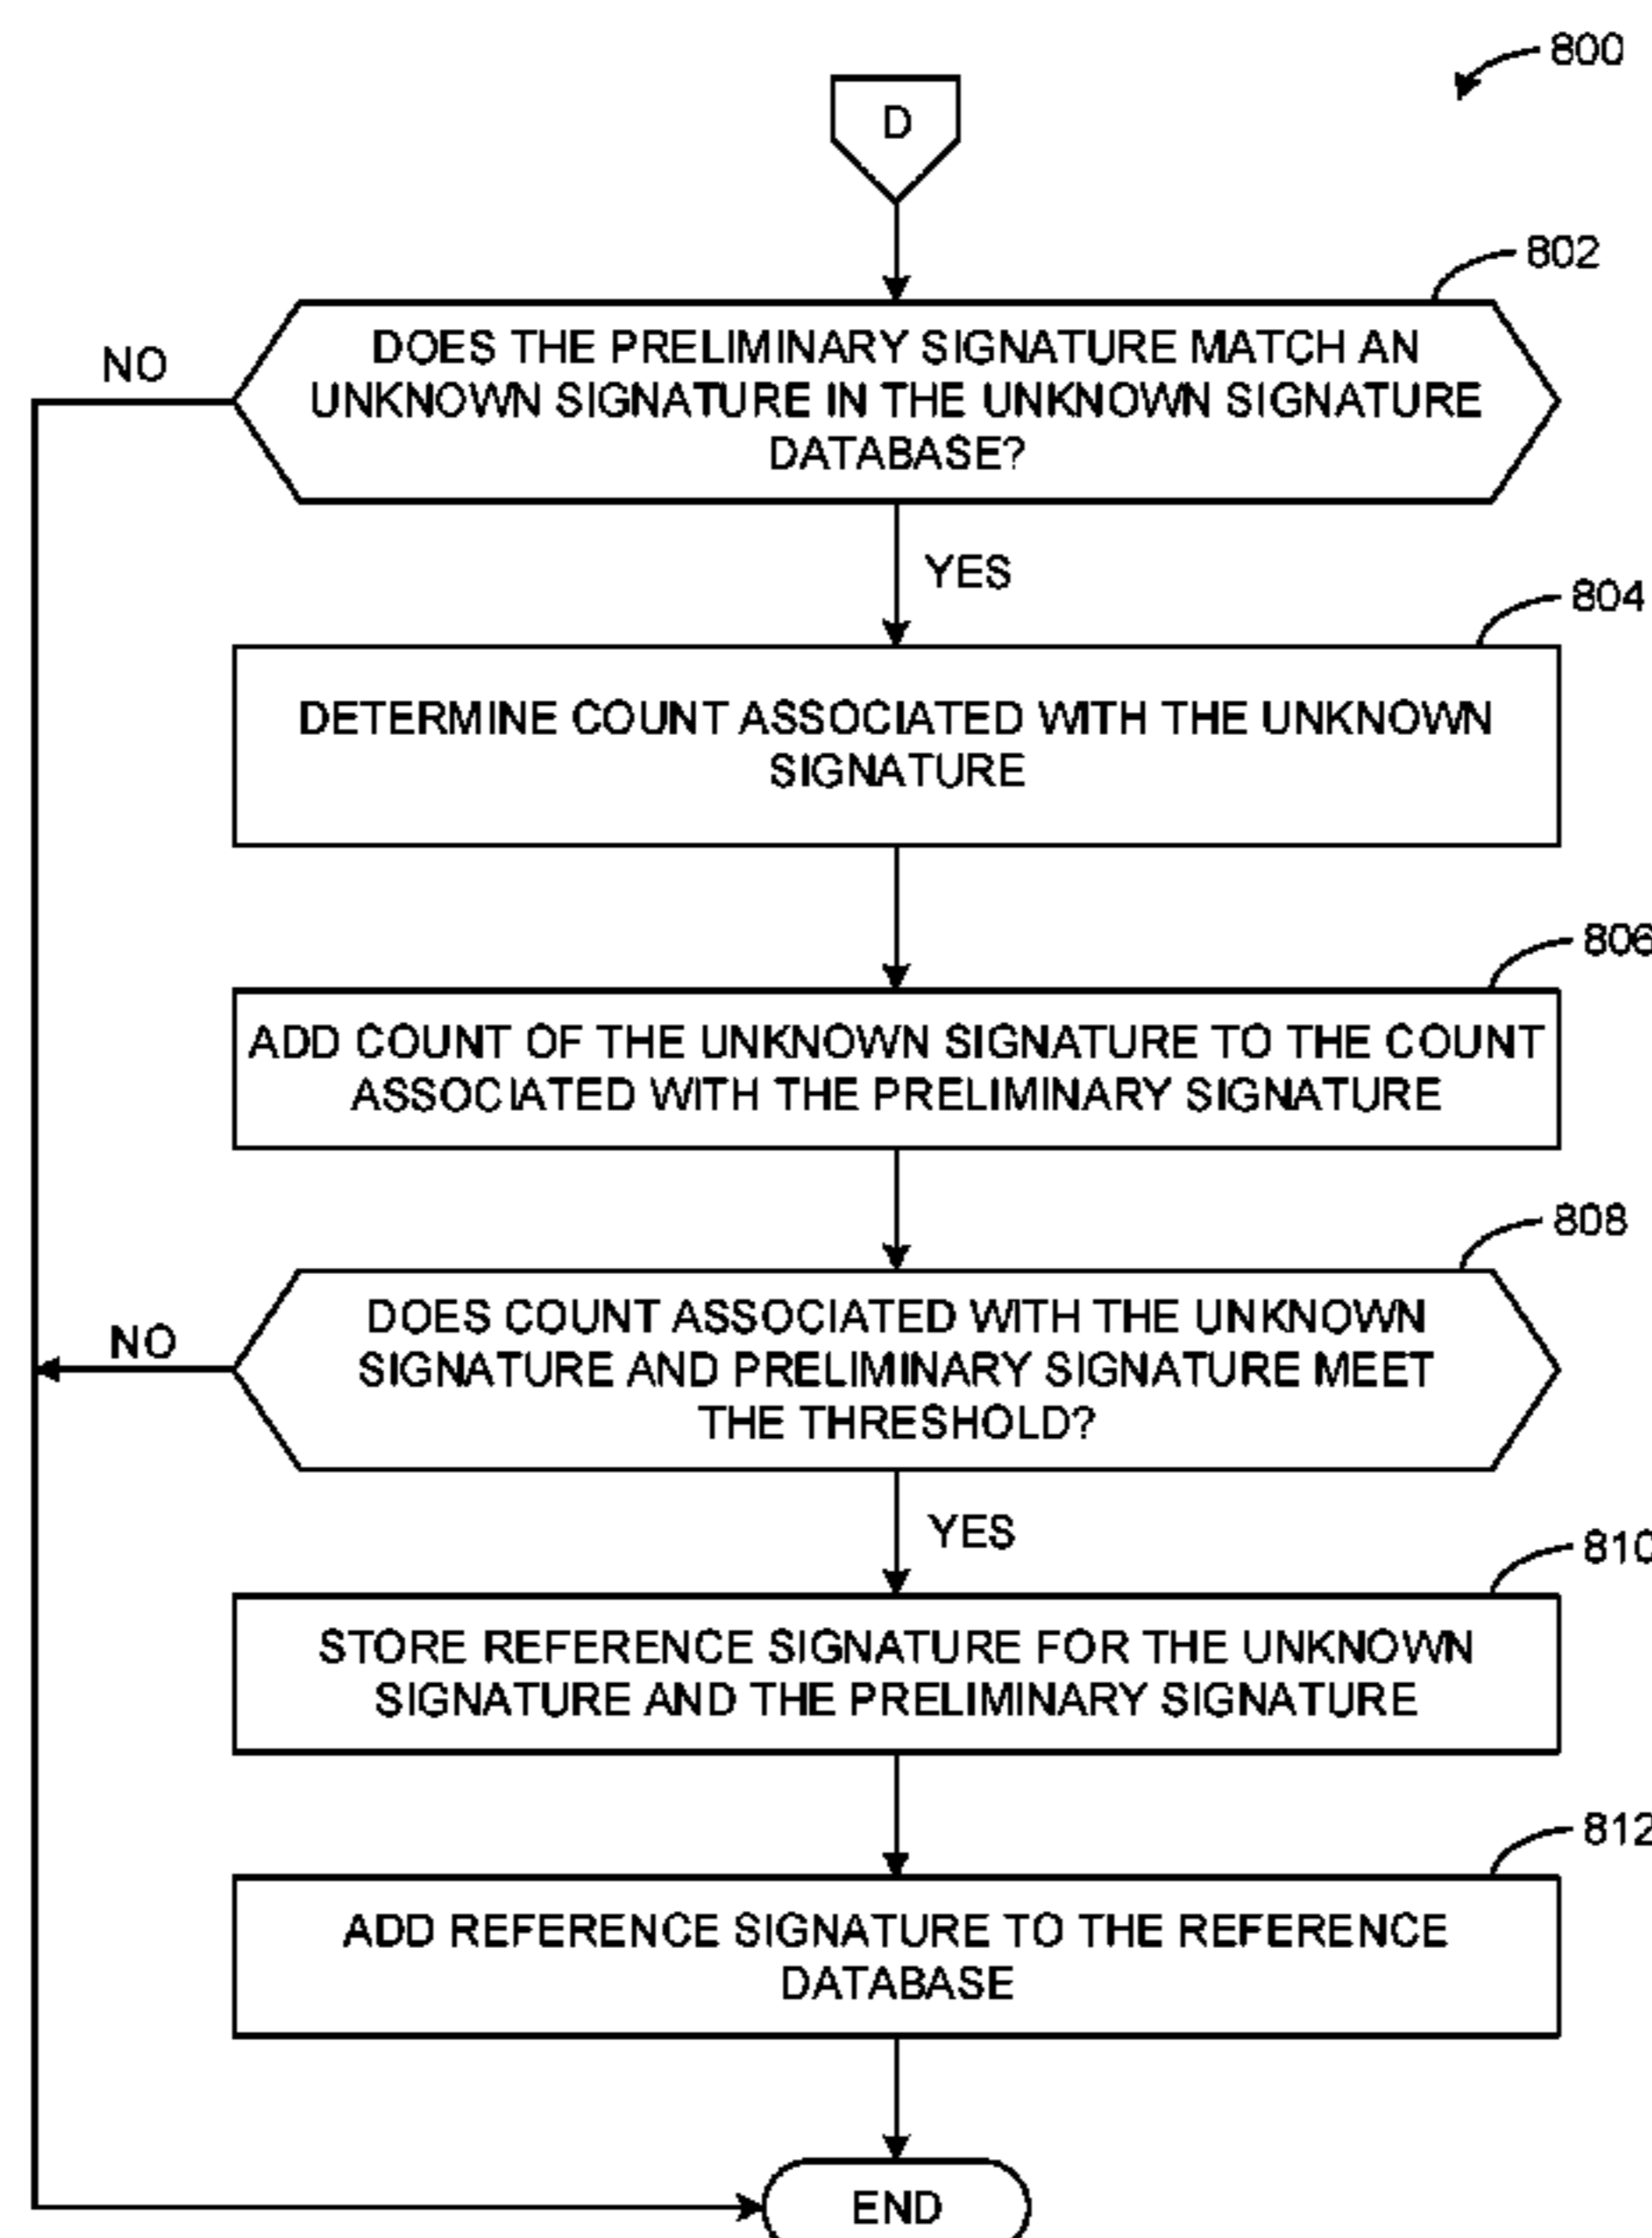 800
D
802
DOES THE PRELIMINARY SIGNATURE MATCH AN
UNKNOWN SIGNATURE IN THE UNKNOWN SIGNATURE
DATABASE?
NO
YES
804
DETERMINE COUNT ASSOCIATED WITH THE UNKNOWN
SIGNATURE
806
ADD COUNT OF THE UNKNOWN SIGNATURE TO THE COUNT
ASSOCIATED WITH THE PRELIMINARY SIGNATURE
808
DOES COUNT ASSOCIATED WITH THE UNKNOWN
SIGNATURE AND PRELIMINARY SIGNATURE MEET
THE THRESHOLD?
NO
YES
810
STORE REFERENCE SIGNATURE FOR THE UNKNOWN
SIGNATURE AND THE PRELIMINARY SIGNATURE
812
ADD REFERENCE SIGNATURE TO THE REFERENCE
DATABASE
END